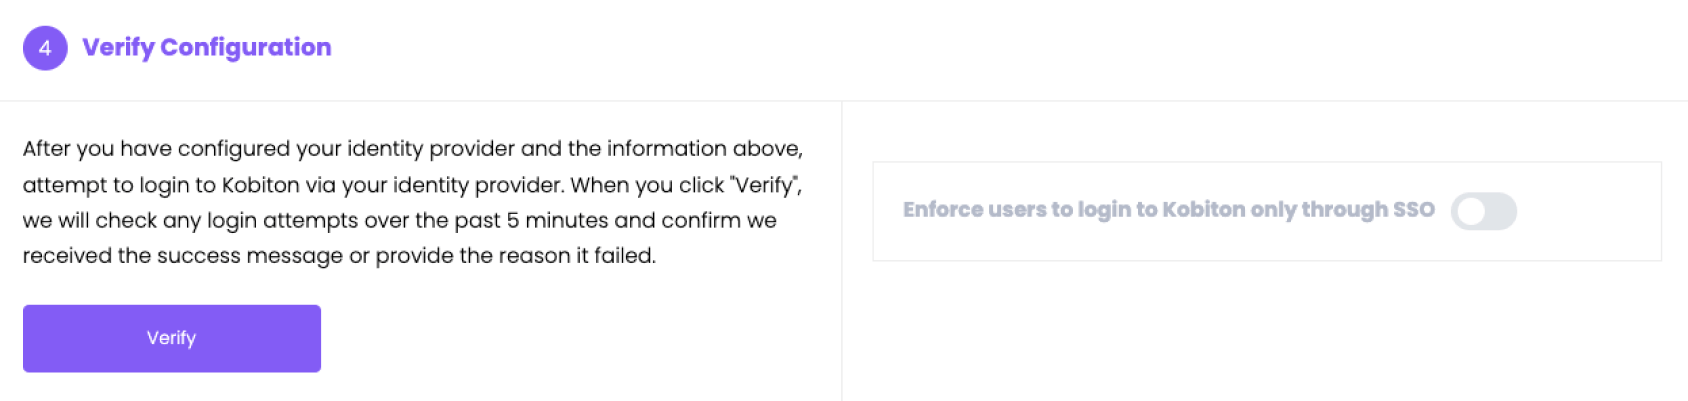 4 Verify Configuration
After you have configured your identity provider and the information above,
attempt to login to Kobiton via your identity provider. When you click "Verify",
we will check any login attempts over the past 5 minutes and confirm we
received the success message or provide the reason it failed.
Verify
Enforce users to login to Kobiton only through SSO